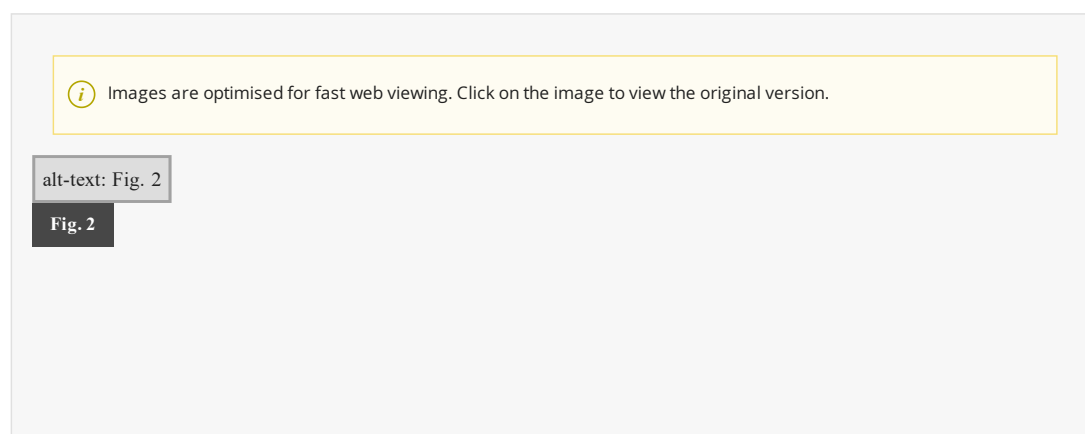 Images are optimised for fast web viewing. Click on the image to view the original version.
alt-text: Fig. 2
Fig. 2